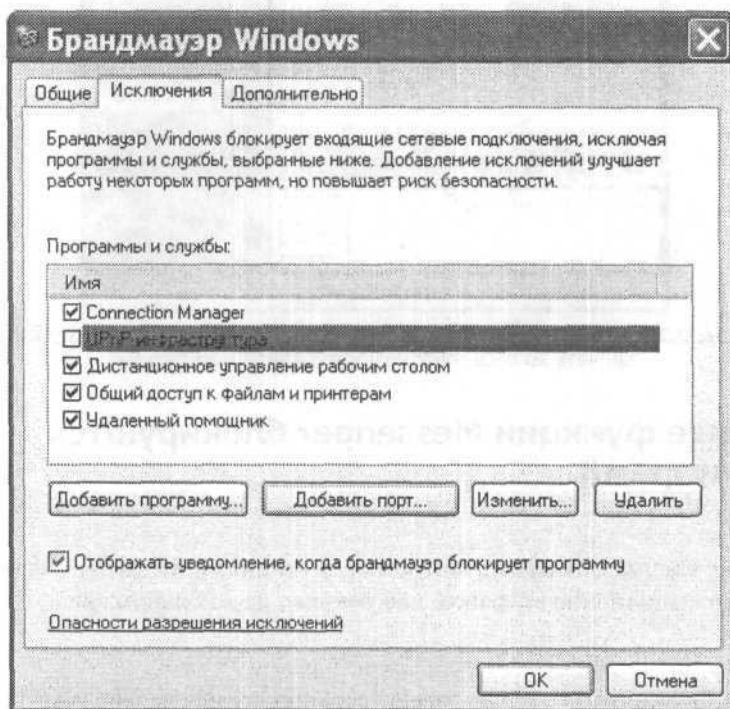 Брандмауэр Windows
Общие Исключения Дополнительно
Брандмауэр Windows блокирует входящие сетевые подключения, исключая
программы и службы, выбранные ниже. Добавление исключений улучшает
работу некоторых программ, но повышает риск безопасности.
Программы и службы:
Имя
Connection Manager
UPnP-инфраструктура
Дистанционное управление рабочим столом
Общий доступ к файлам и принтерам
Удаленный помощник
Добавить программу... Добавить порт... Изменить... Удалить
Отображать уведомление, когда брандмауэр блокирует программу
Опасности разрешения исключений
OK Отмена